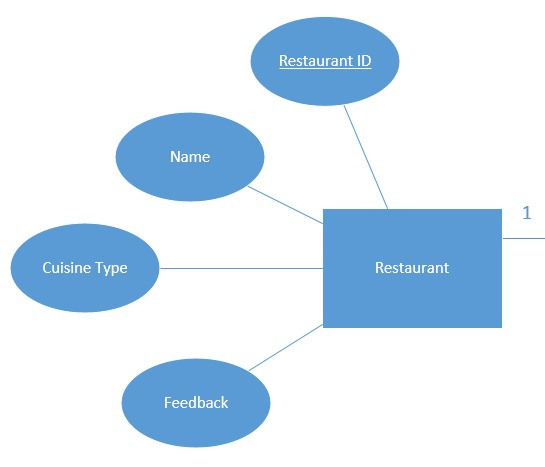 Restaurant ID
Name
1
Cuisine Type
Restaurant
Feedback